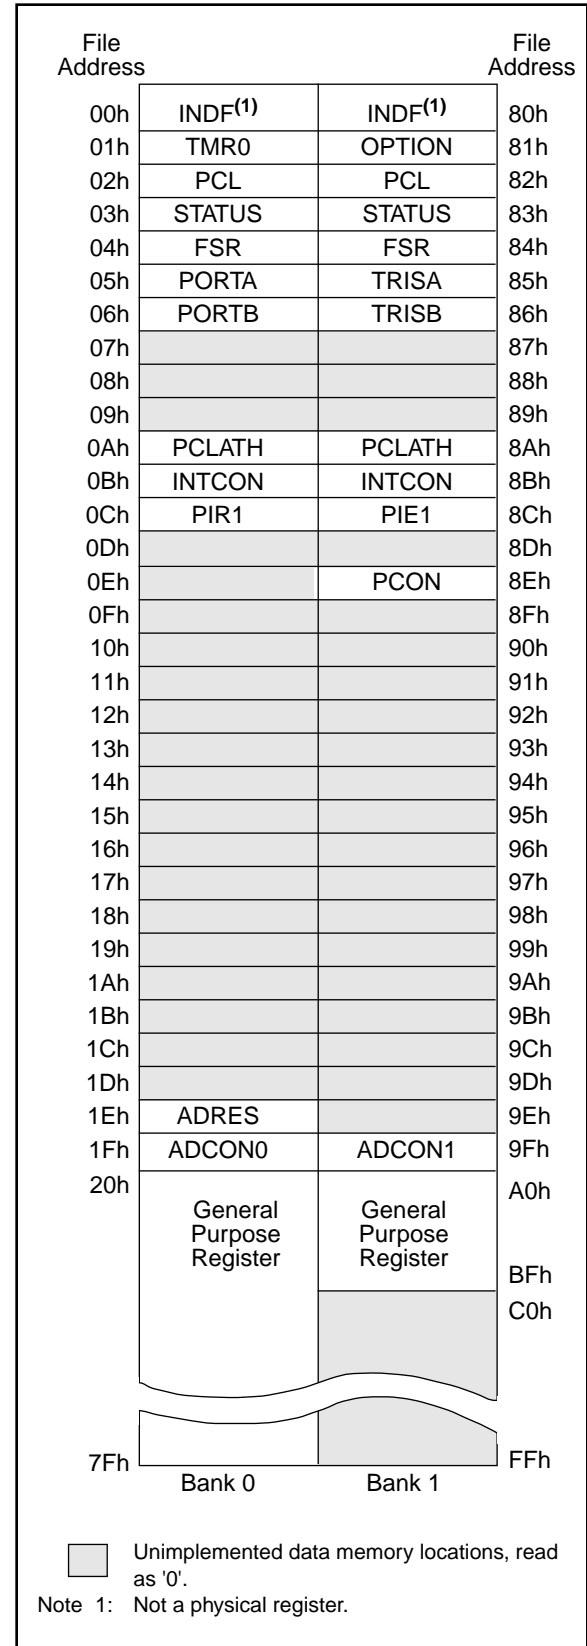 File Address File Address
00h INDF(1) INDF(1) 80h
01h TMR0 OPTION 81h
02h PCL PCL 82h
03h STATUS STATUS 83h
04h FSR FSR 84h
05h PORTA TRISA 85h
06h PORTB TRISB 86h
07h 87h
08h 88h
09h 89h
0Ah PCLATH PCLATH 8Ah
0Bh INTCON INTCON 8Bh
0Ch PIR1 PIE1 8Ch
0Dh 8Dh
0Eh PCON 8Eh
0Fh 8Fh
10h 90h
11h 91h
12h 92h
13h 93h
14h 94h
15h 95h
16h 96h
17h 97h
18h 98h
19h 99h
1Ah 9Ah
1Bh 9Bh
1Ch 9Ch
1Dh 9Dh
1Eh ADRES 9Eh
1Fh ADCON0 ADCON1 9Fh
20h A0h
General General
Purpose Purpose
Register Register
BFh
C0h
7Fh FFh
Bank 0 Bank 1
Unimplemented data memory locations, read
as '0'.
Note 1: Not a physical register.